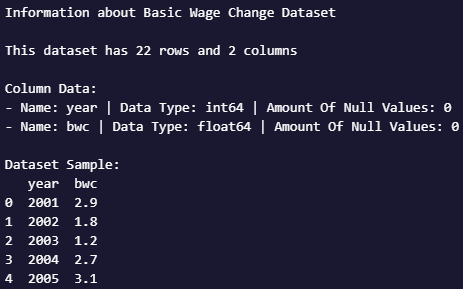 Information about Basic Wage Change Dataset
This dataset has 22 rows and 2 columns
Column Data:
- Name: year | Data Type: int64 | Amount Of Null Values: 0
- Name: bwc | Data Type: float64 | Amount Of Null Values: 0
Dataset Sample:
year bwc
0 2001 2.9
1 2002 1.8
2 2003 1.2
3 2004 2.7
4 2005 3.1